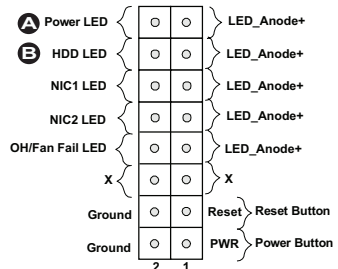 A Power LED LED_Anode+
B HDD LED LED_Anode+
NIC1 LED LED_Anode+
NIC2 LED LED_Anode+
OH/Fan Fail LED LED_Anode+
X X
Ground Reset Reset Button
Ground PWR Power Button
2 1